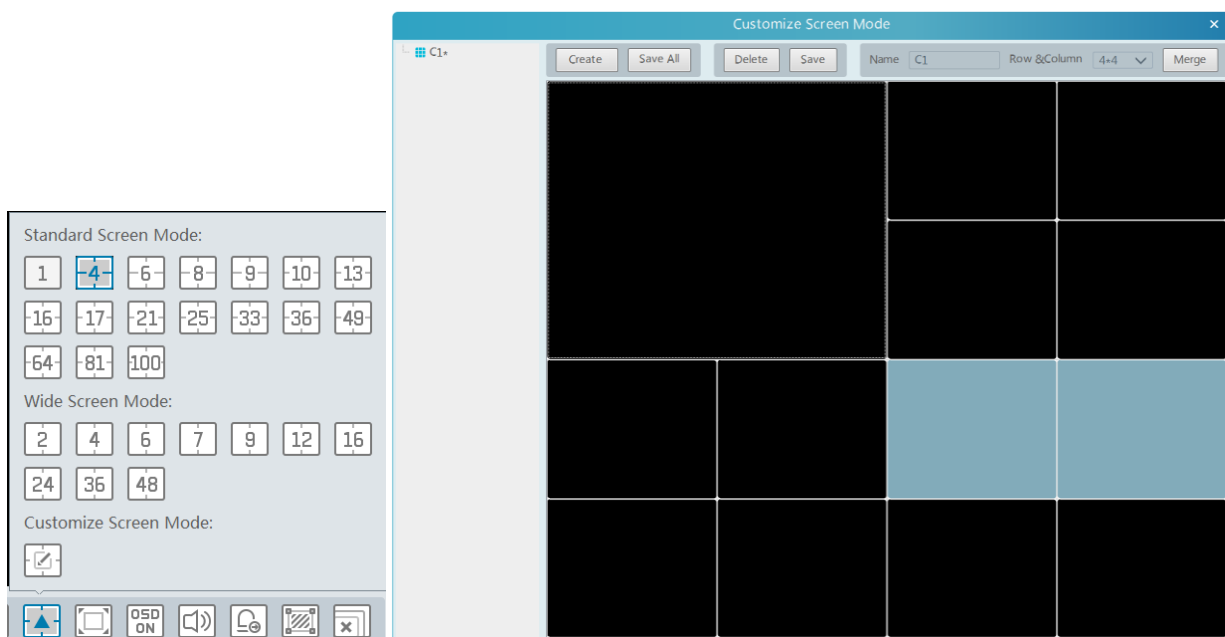 Customize Screen Mode
C1*
Create Save All Delete Save Name C1 Row &Column 4*4 Merge
Standard Screen Mode:
1 4 6 8 9 10 13
16 17 21 25 33 36 49
64 81 100
Wide Screen Mode:
2 4 6 7 9 12 16
24 36 48
Customize Screen Mode:
OSD
ON